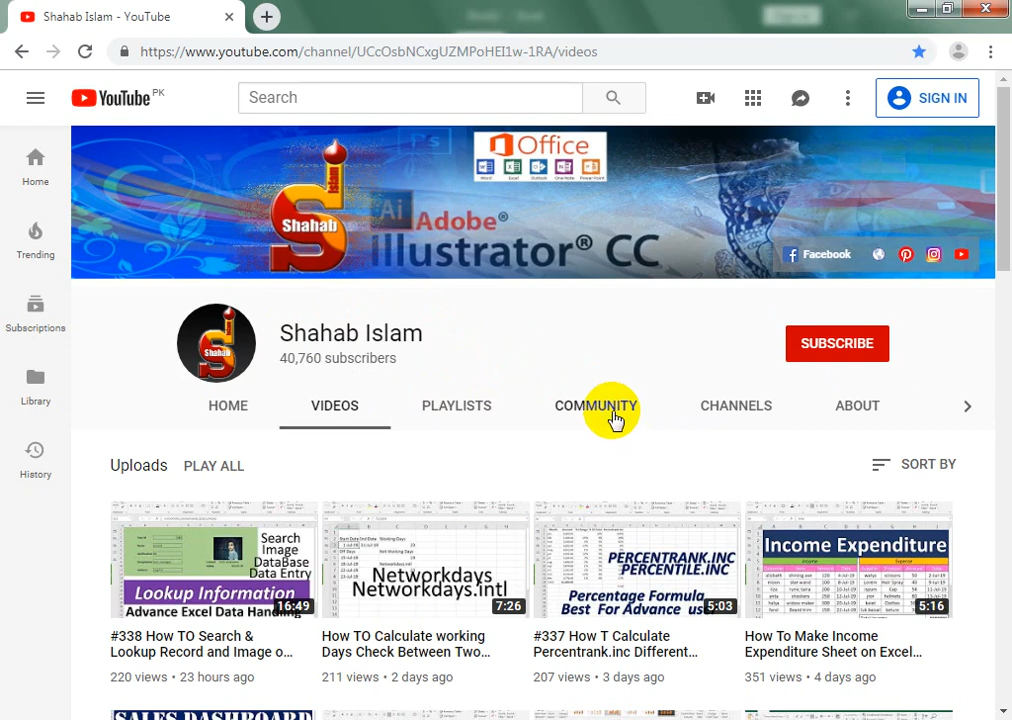 Shahab Islam - YouTube
https://www.youtube.com/channel/UCcOsbNCxgUZMPoHEI1w-1RA/videos
YouTube PK
Search
SIGN IN
Home
Trending
Subscriptions
Library
History
Office
Islam
Shahab
Ps
Ai Adobe®
illustrator® CC
Facebook
Shahab Islam
40,760 subscribers
SUBSCRIBE
HOME VIDEOS PLAYLISTS COMMUNITY CHANNELS ABOUT
Uploads PLAY ALL
SORT BY
Search
Image
DataBase
Data Entry
Lookup Information
16:49
Advance Excel Data Handling
#338 How TO Search &
Lookup Record and Image o...
220 views • 23 hours ago
Networkdays
Networkdays.intl
7:26
How TO Calculate working
Days Check Between Two...
211 views • 2 days ago
PERCENTRANK.INC
PERCENTILE.INC
Percentage Formula
Best For Advance us
5:03
#337 How T Calculate
Percentrank.inc Different...
207 views • 3 days ago
Income Expenditure
5:16
How To Make Income
Expenditure Sheet on Excel...
351 views • 4 days ago
SALES DASHBOARD